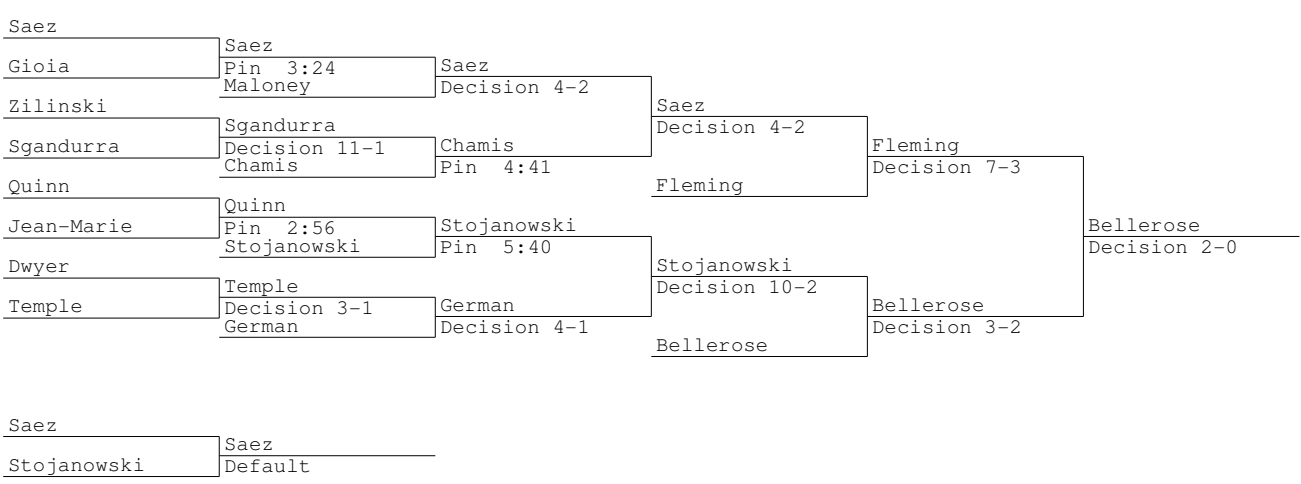 Saez
Saez
Gioia
Pin 3:24
Saez
Maloney
Decision 4-2
Zilinski
Saez
Sgandurra
Decision 4-2
Sgandurra
Decision 11-1
Chamis
Fleming
Chamis
Pin 4:41
Decision 7-3
Quinn
Fleming
Quinn
Jean-Marie
Pin 2:56
Stojanowski
Bellerose
Stojanowski
Pin 5:40
Decision 2-0
Dwyer
Stojanowski
Temple
Decision 10-2
Temple
Decision 3-1
German
Bellerose
German
Decision 4-1
Decision 3-2
Bellerose
Saez
Saez
Stojanowski
Default